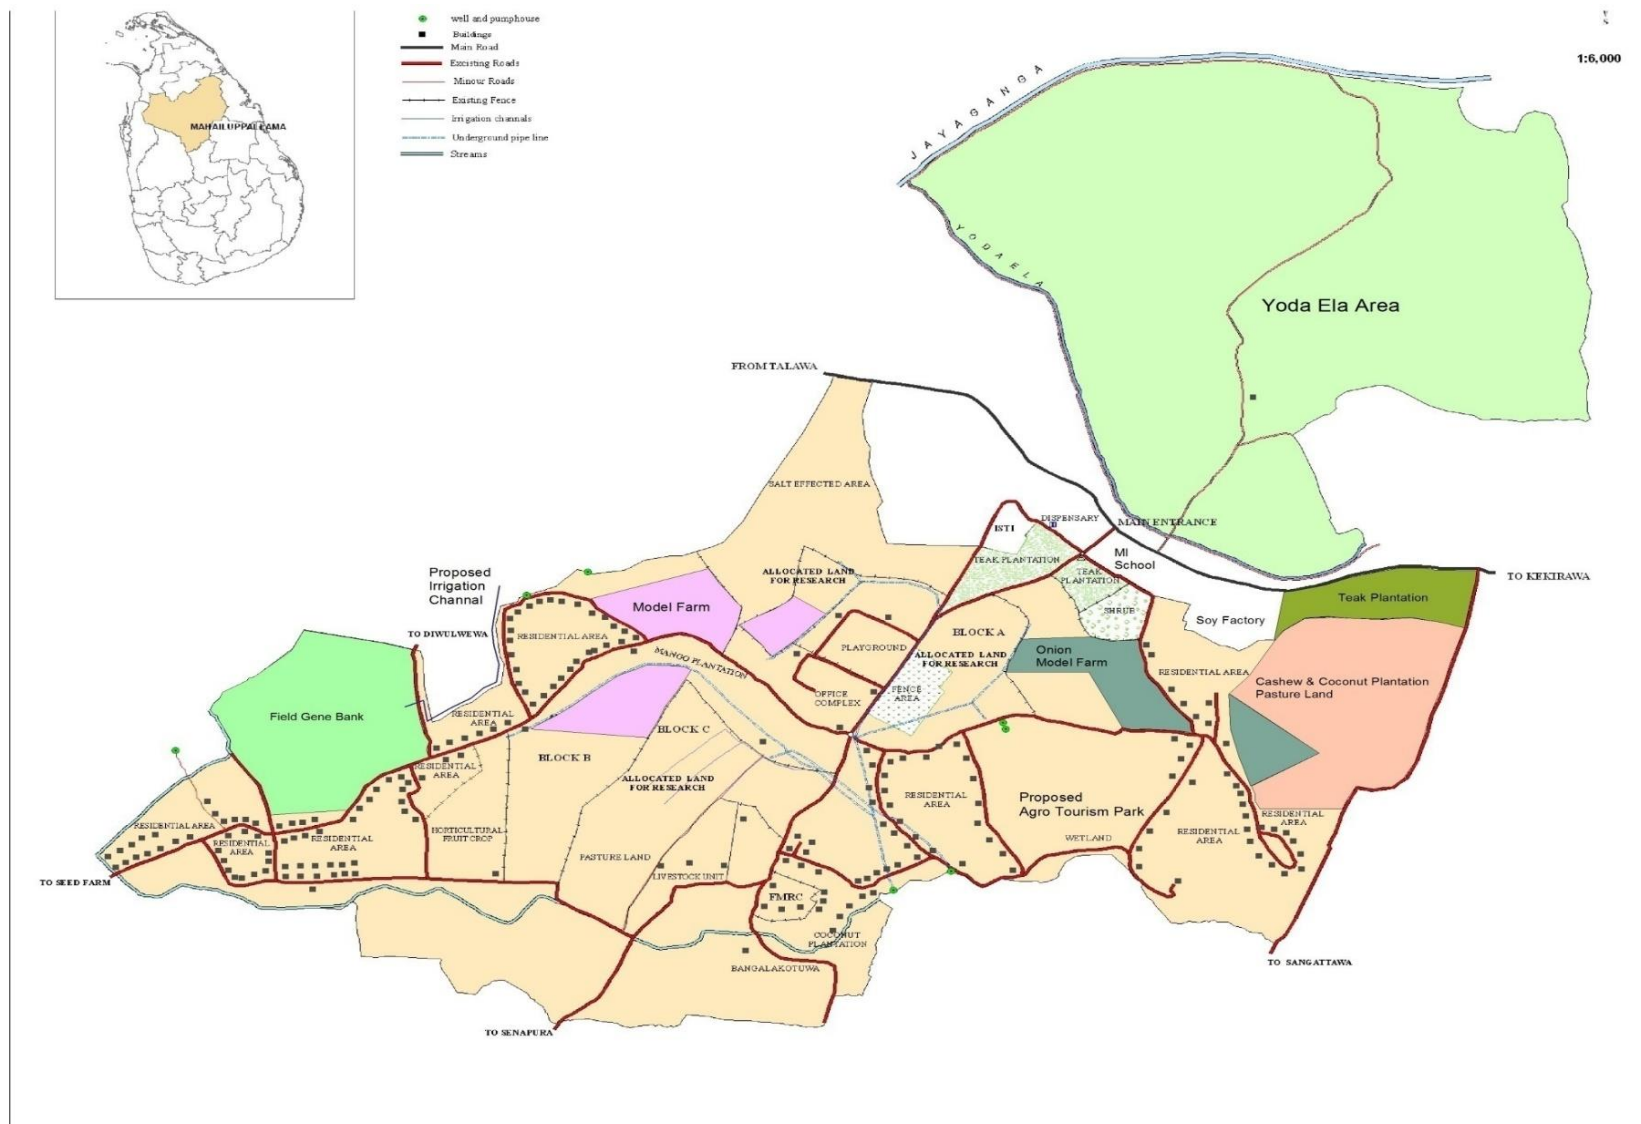 well and pumphouse
Buildings
Main Road
Excisting Roads
Minour Roads
Existing Fence
Irrigation channals
Underground pipe line
Streams
MAHAILUPPALLAMA
1:6,000
JAYAGANGA
YODAELA
Yoda Ela Area
FROM TALAWA
SALT EFFECTED AREA
ISTI
DISPENSARY
MAIN ENTRANCE
MI
School
TEAK PLANTATION
TEAK
PLANTATION
SHRUB
TO KEKIRAWA
Teak Plantation
Soy Factory
Proposed
Irrigation
Channal
ALLOCATED LAND
FOR RESEARCH
Model Farm
TO DIWULWEWA
RESIDENTIAL AREA
MANGO PLANTATION
PLAYGROUND
BLOCK A
ALLOCATED LAND
FOR RESEARCH
Onion
Model Farm
RESIDENTIAL AREA
Cashew & Coconut Plantation
Pasture Land
OFFICE
COMPLEX
FENCE
AREA
Field Gene Bank
RESIDENTIAL
AREA
BLOCK C
BLOCK B
RESIDENTIAL
AREA
ALLOCATED LAND
FOR RESEARCH
RESIDENTIAL
AREA
Proposed
Agro Tourism Park
WETLAND
RESIDENTIAL
AREA
RESIDENTIAL
AREA
RESIDENTIAL AREA
RESIDENTIAL
AREA
RESIDENTIAL
AREA
HORTICULTURAL
FRUIT CROP
PASTURE LAND
LIVESTOCK UNIT
FMRC
TO SEED FARM
COCONUT
PLANTATION
BANGALAKOTUWA
TO SANGATTAWA
TO SENAPURA